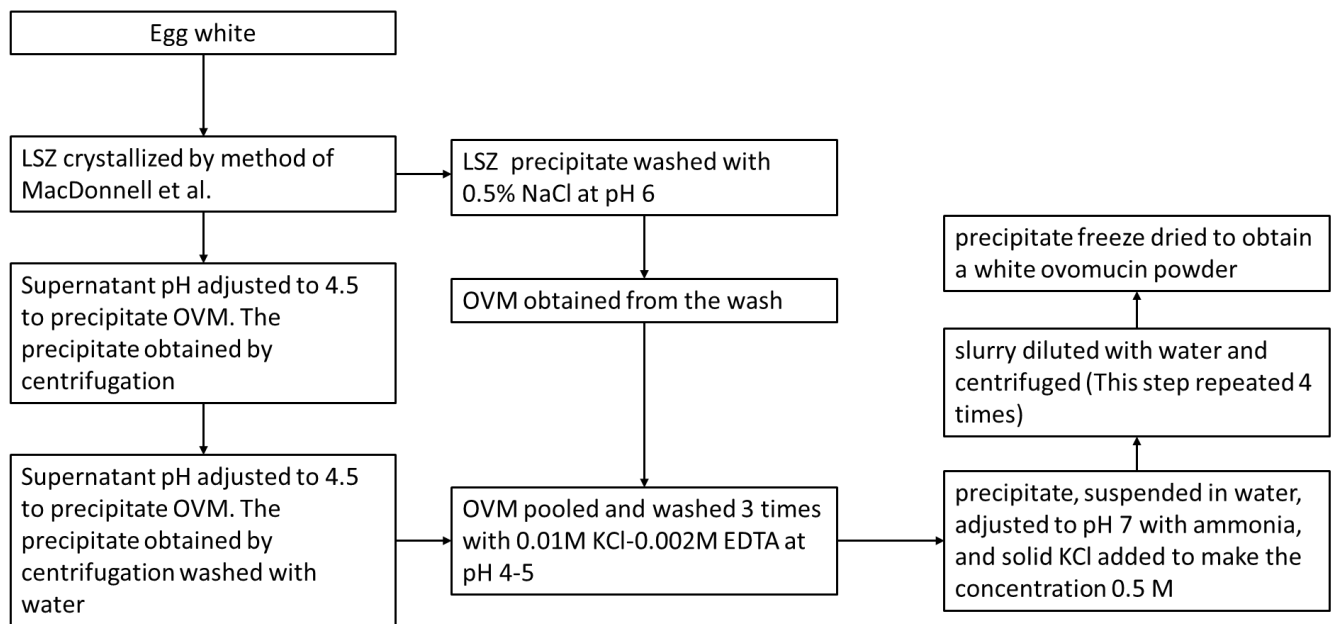 Egg white
LSZ crystallized by method of
MacDonnell et al.
Supernatant pH adjusted to 4.5
to precipitate OVM. The
precipitate obtained by
centrifugation
Supernatant pH adjusted to 4.5
to precipitate OVM. The
precipitate obtained by
centrifugation washed with
water
LSZ precipitate washed with
0.5% NaCl at pH 6
OVM obtained from the wash
OVM pooled and washed 3 times
with 0.01M KCl-0.002M EDTA at
pH 4-5
precipitate, suspended in water,
adjusted to pH 7 with ammonia,
and solid KCl added to make the
concentration 0.5 M
slurry diluted with water and
centrifuged (This step repeated 4
times)
precipitate freeze dried to obtain
a white ovomucin powder